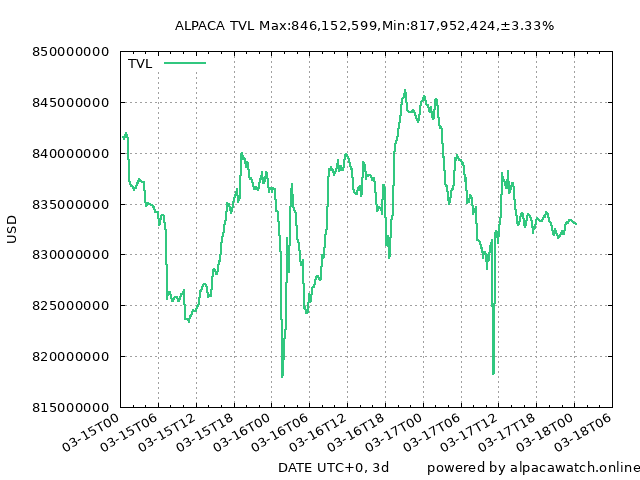 ALPACA TVL Max:846,152,599,Min:817,952,424,±3.33%
850000000
TVL
845000000
840000000
835000000
USD
830000000
825000000
820000000
815000000
03-15T00 03-15T06 03-15T12 03-15T18 03-16T00 03-16T06 03-16T12 03-16T18 03-17T00 03-17T06 03-17T12 03-17T18 03-18T00 03-18T06
DATE UTC+0, 3d powered by alpacawatch.online